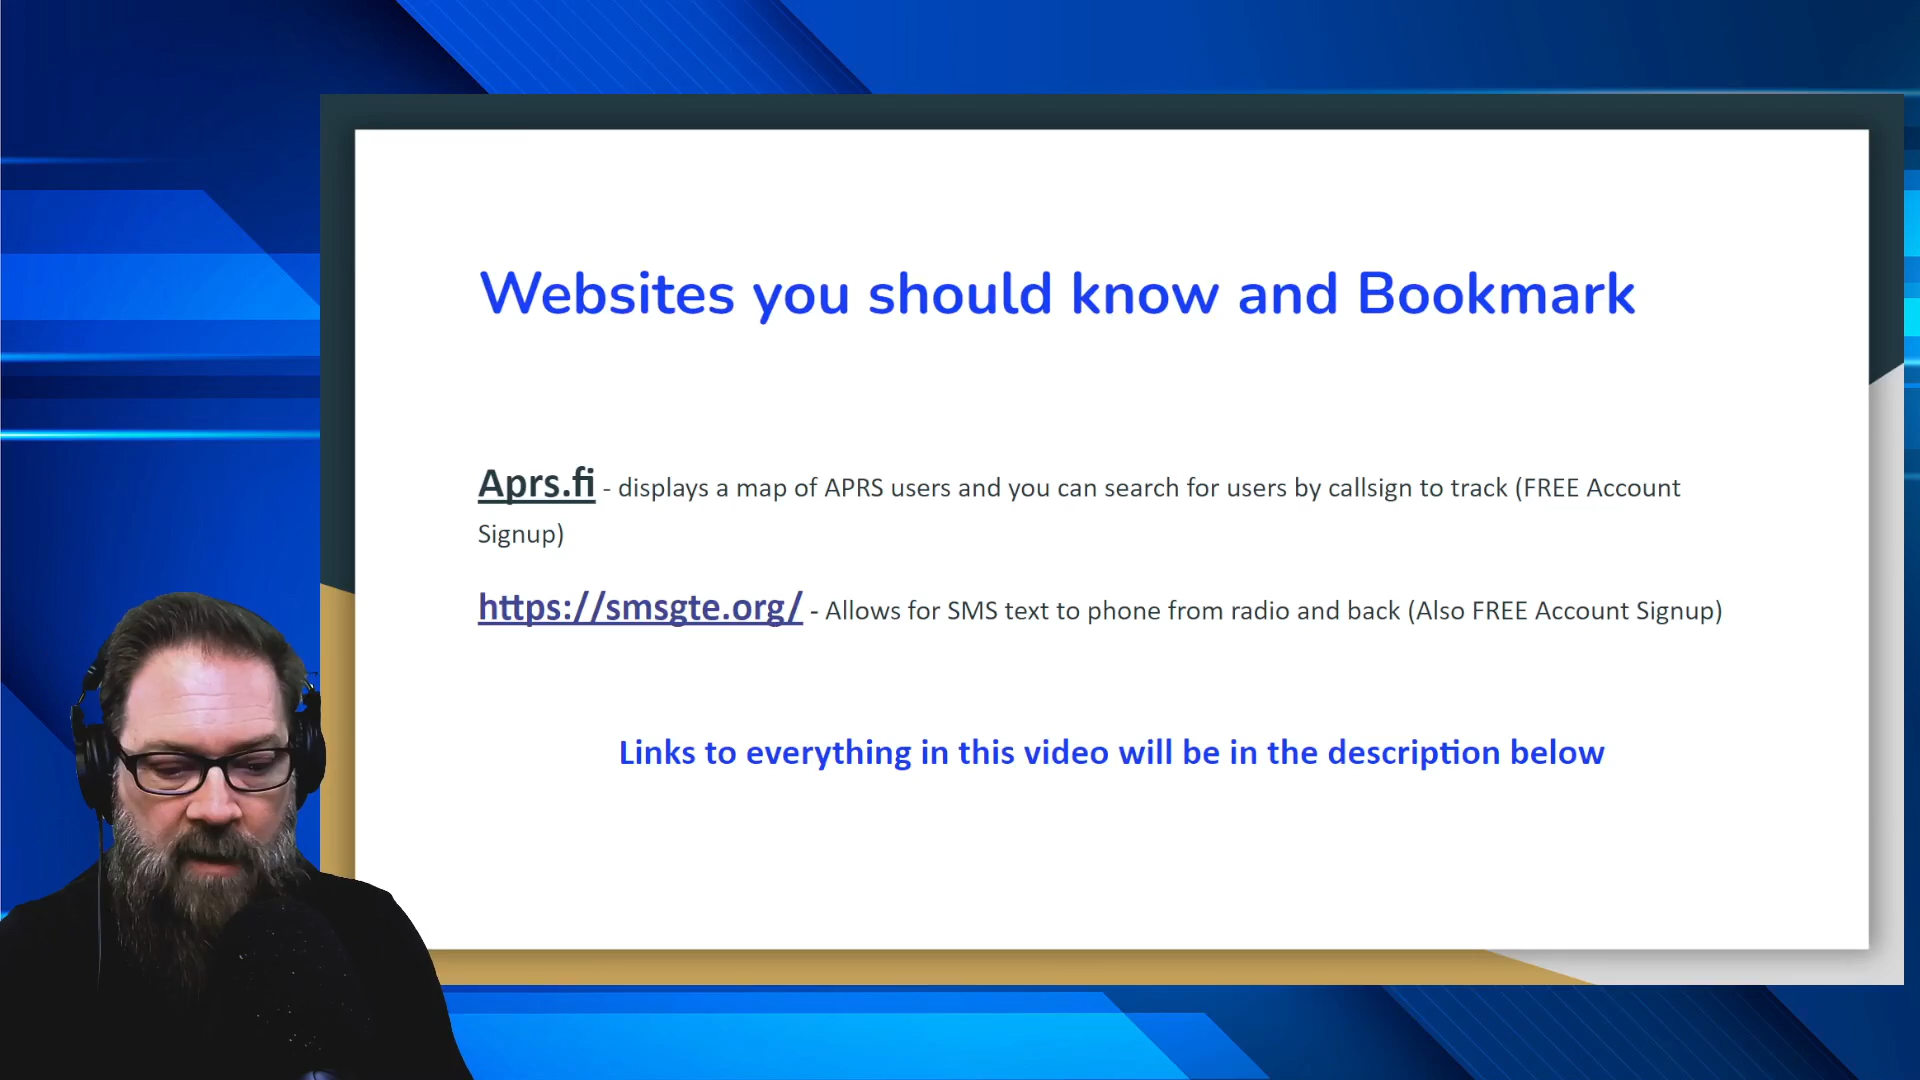 Websites you should know and Bookmark
Aprs.fi - displays a map of APRS users and you can search for users by callsign to track (FREE Account
Signup)
https://smsgte.org/ - Allows for SMS text to phone from radio and back (Also FREE Account Signup)
Links to everything in this video will be in the description below